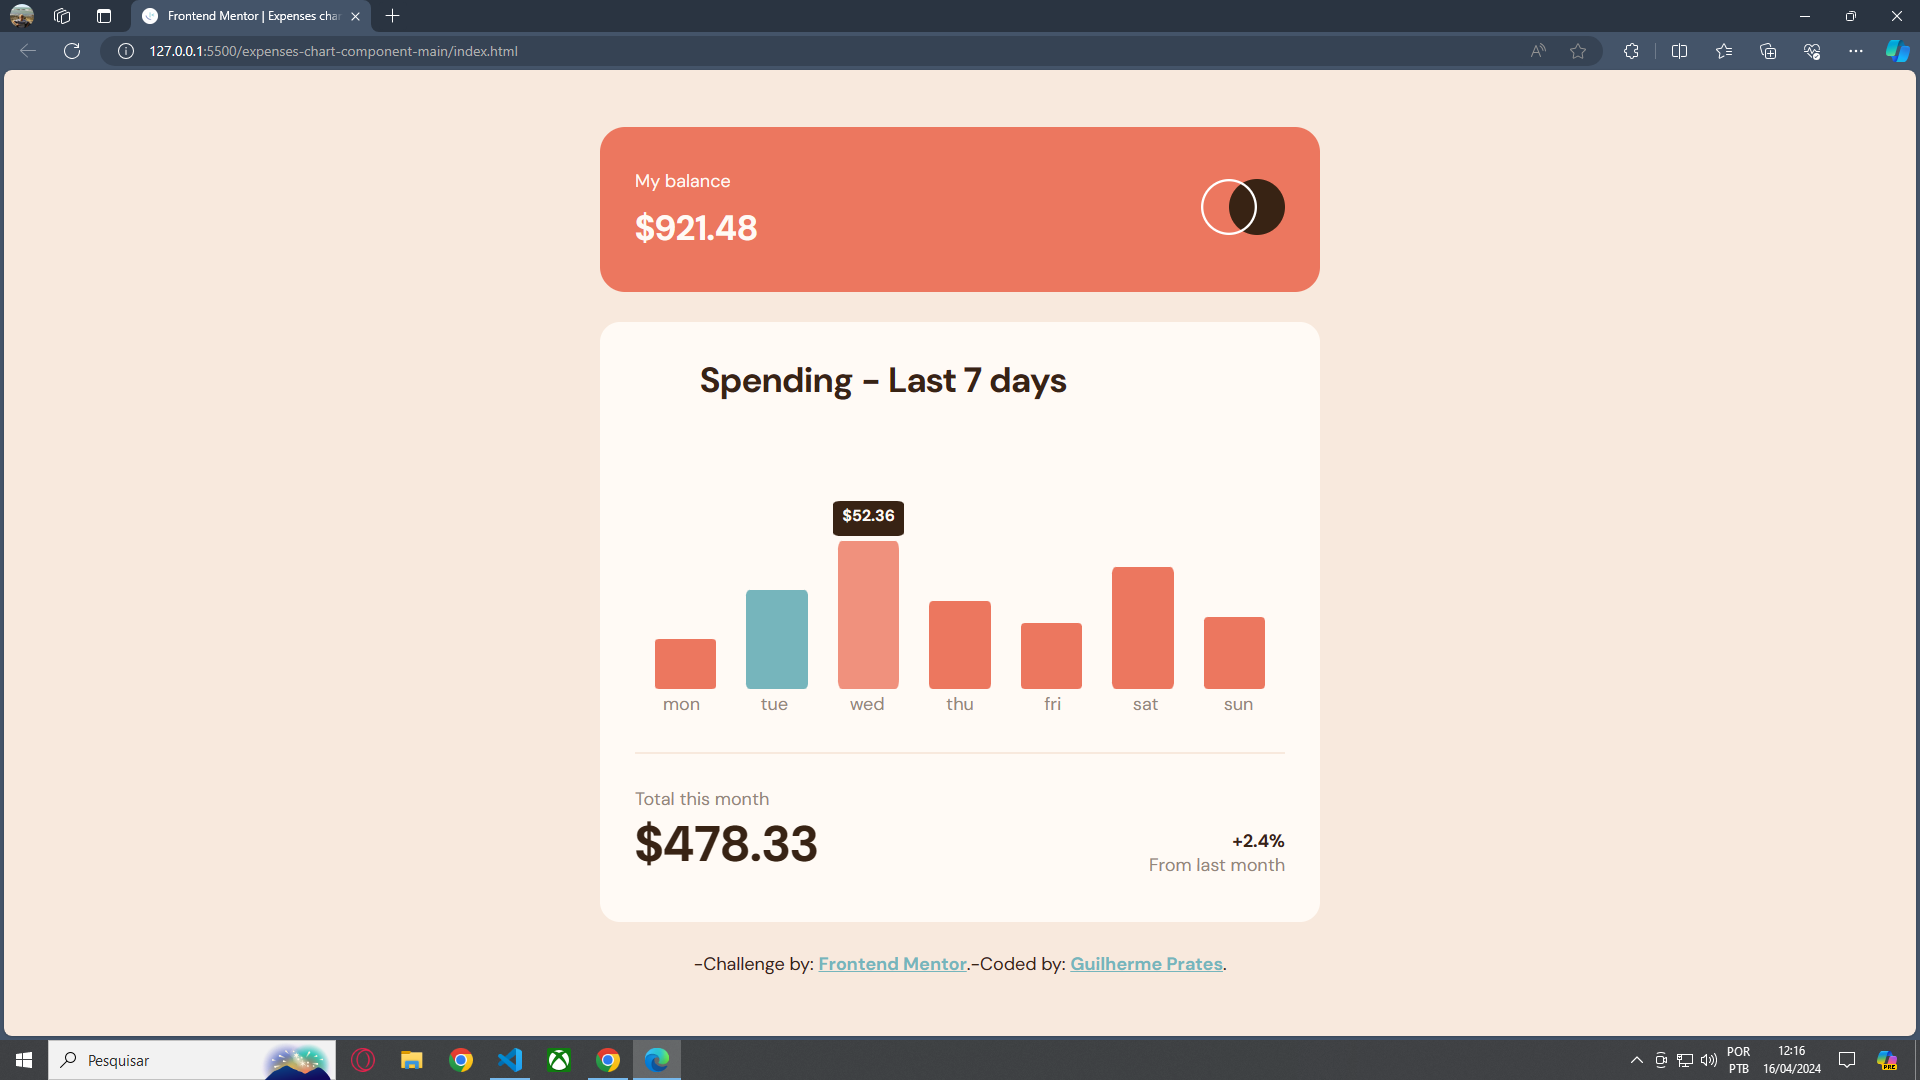 Frontend Mentor | Expenses char
127.0.0.1:5500/expenses-chart-component-main/index.html
My balance
$921.48
Spending - Last 7 days
$52.36
mon tue wed thu fri sat sun
Total this month
$478.33
+2.4%
From last month
-Challenge by: Frontend Mentor.-Coded by: Guilherme Prates.
Pesquisar
POR
PTB
12:16
16/04/2024
PRE